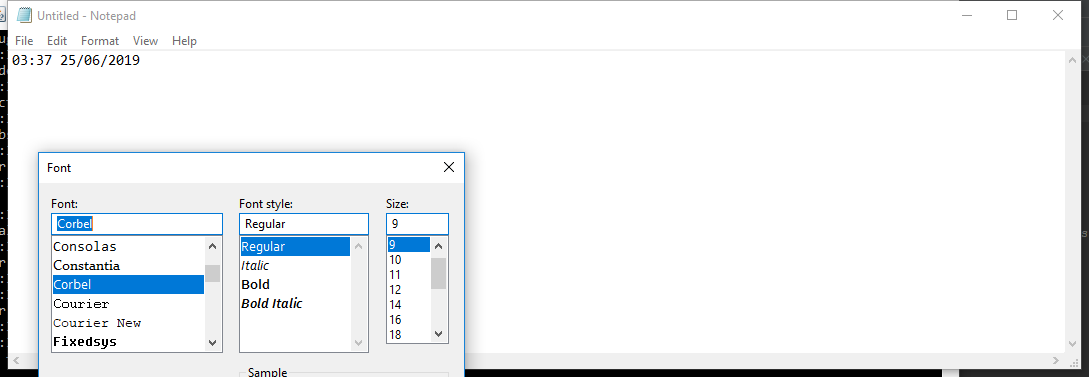 Untitled - Notepad
File Edit Format View Help
03:37 25/06/2019
Font
Font: Font style: Size:
Corbel Regular 9
Consolas Regular 9
Constantia Italic 10
Corbel Bold 11
Courier Bold Italic 12
Courier New 14
Fixedsys 16
18
Sample